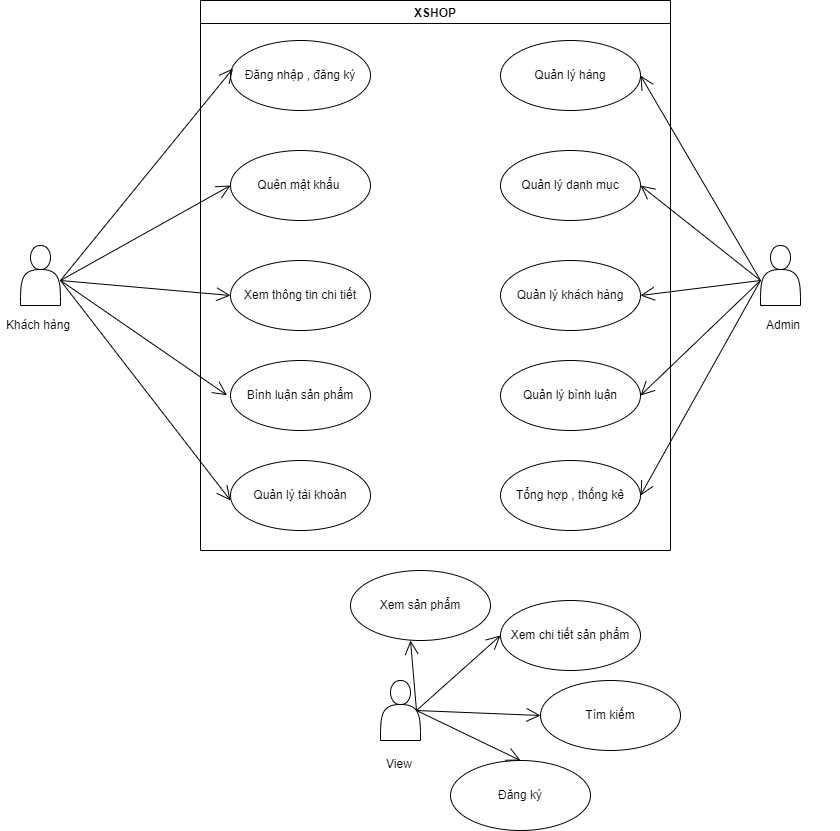 XSHOP
Đăng nhập , đăng ký
Quản lý hàng
Quên mật khẩu
Quản lý danh mục
Xem thông tin chi tiết
Quản lý khách hàng
Khách hàng
Admin
Bình luận sản phẩm
Quản lý bình luận
Quản lý tài khoản
Tổng hợp , thống kê
Xem sản phẩm
Xem chi tiết sản phẩm
Tìm kiếm
View
Đăng ký